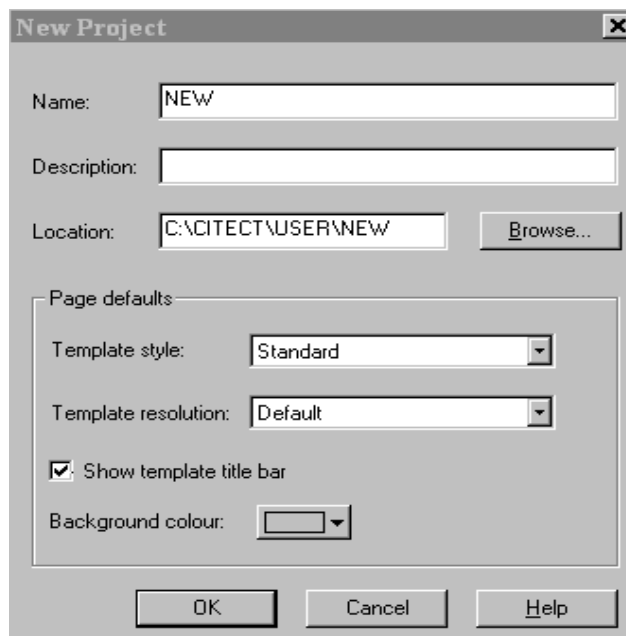 New Project
Name: NEW
Description:
Location: C:\CITECT\USER\NEW Browse...
Page defaults
Template style: Standard
Template resolution: Default
Show template title bar
Background colour:
OK Cancel Help